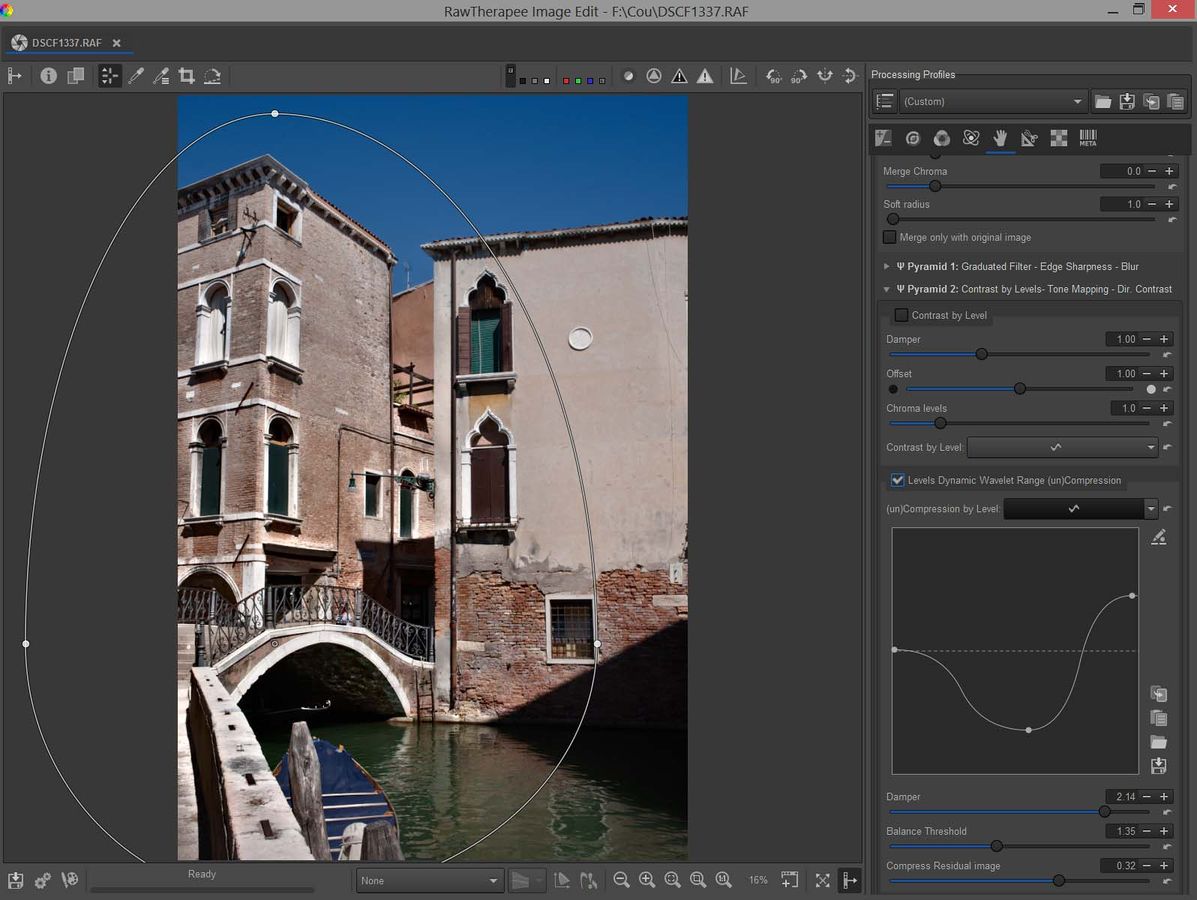 RawTherapee Image Edit - F:\Cou\DSCF1337.RAF
DSCF1337.RAF
90°
90°
Processing Profiles
(Custom)
META
Merge Chroma
0.0
Soft radius
1.0
Merge only with original image
Ψ Pyramid 1: Graduated Filter - Edge Sharpness - Blur
Ψ Pyramid 2: Contrast by Levels- Tone Mapping - Dir. Contrast
Contrast by Level
Damper
1.00
Offset
1.00
Chroma levels
1.0
Contrast by Level:
Levels Dynamic Wavelet Range (un)Compression
(un)Compression by Level:
Damper
2.14
Balance Threshold
1.35
Compress Residual image
0.32
Ready
None
1:1
16%